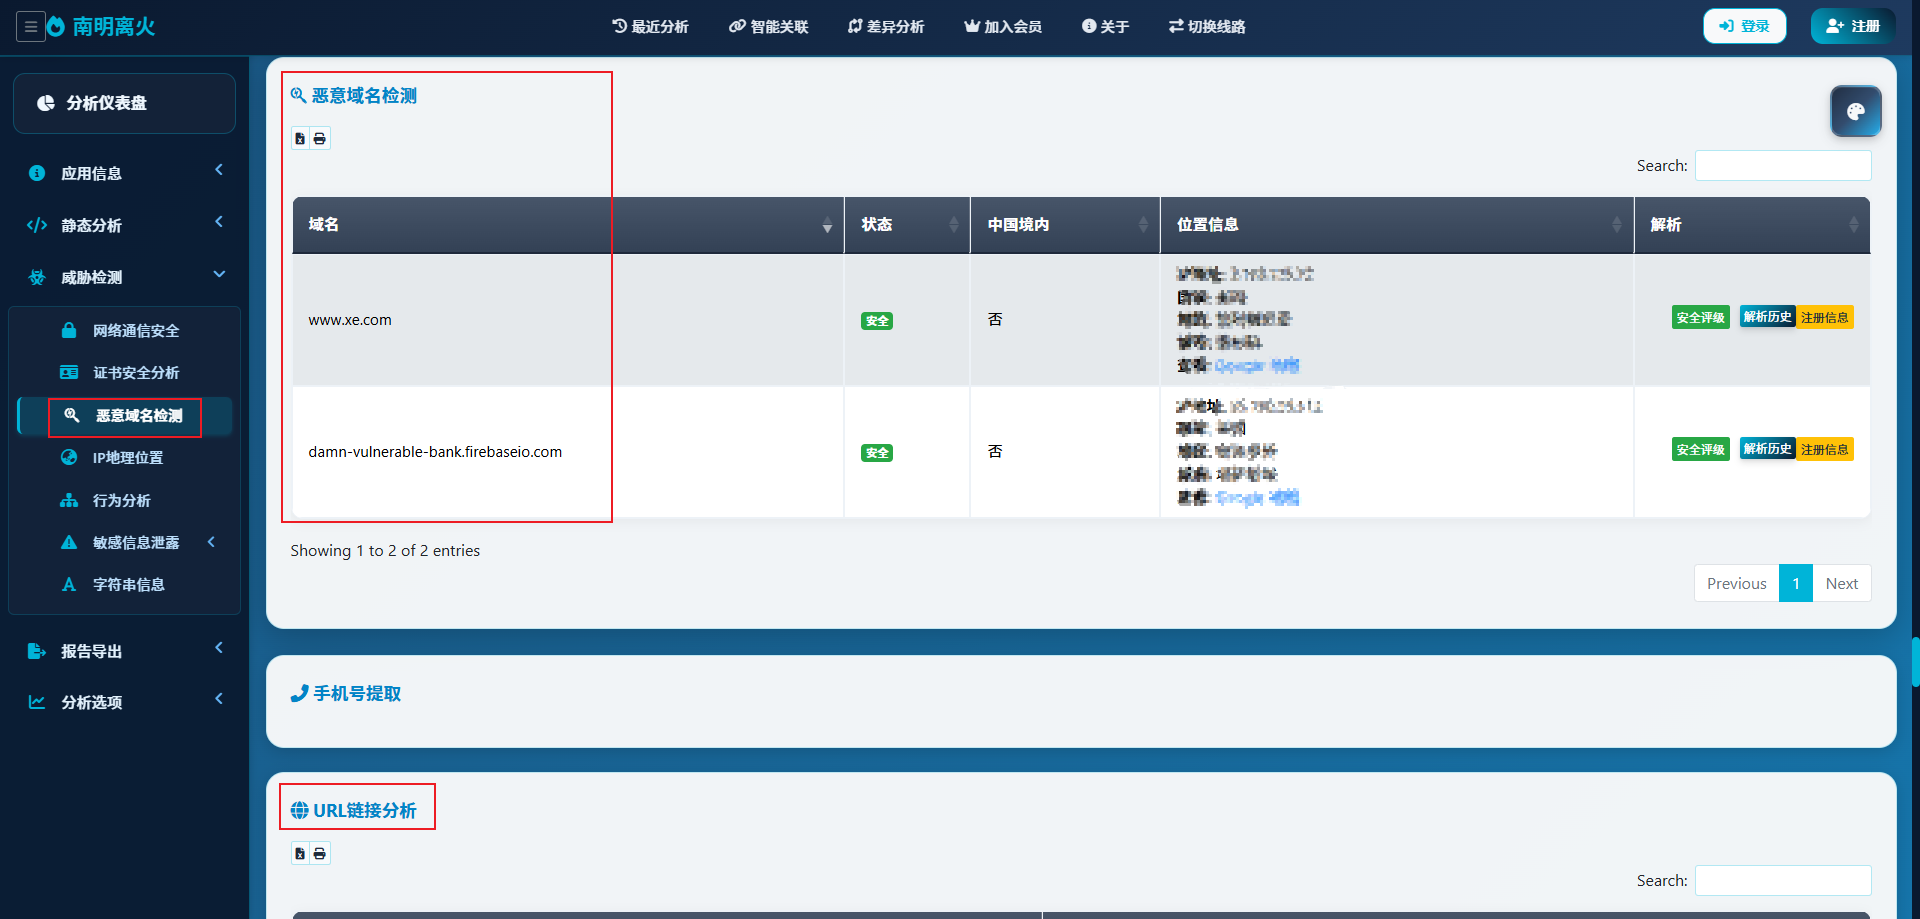 南明离火
最近分析
智能关联
差异分析
加入会员
关于
切换线路
登录
注册
分析仪表盘
应用信息
静态分析
威胁检测
网络通信安全
证书安全分析
恶意域名检测
IP地理位置
行为分析
敏感信息泄露
字符串信息
报告导出
分析选项
恶意域名检测
Search:
域名 状态 中国境内 位置信息 解析
www.xe.com 安全 否
Google
安全评级 解析历史 注册信息
damn-vulnerable-bank.firebaseio.com 安全 否
Google
安全评级 解析历史 注册信息
Showing 1 to 2 of 2 entries
Previous 1 Next
手机号提取
URL链接分析
Search: